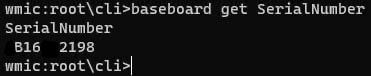 wmic:root\cli>baseboard get SerialNumber
SerialNumber
B16 2198
wmic:root\cli>